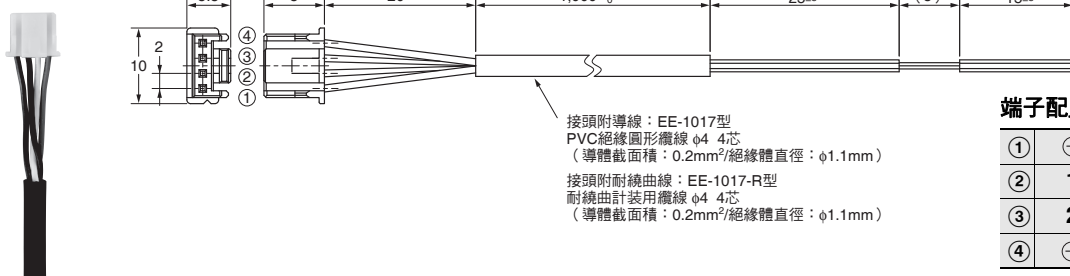 ④
2
③
10
②
①
接頭附導線：EE-1017型
PVC絕緣圓形纜線 φ4 4芯
（導體截面積：0.2mm²/絕緣體直徑：φ1.1mm）
接頭附耐繞曲線：EE-1017-R型
耐繞曲計装用纜線 φ4 4芯
（導體截面積：0.2mm²/絕緣體直徑：φ1.1mm）
端子配
①
②
③ 2
④